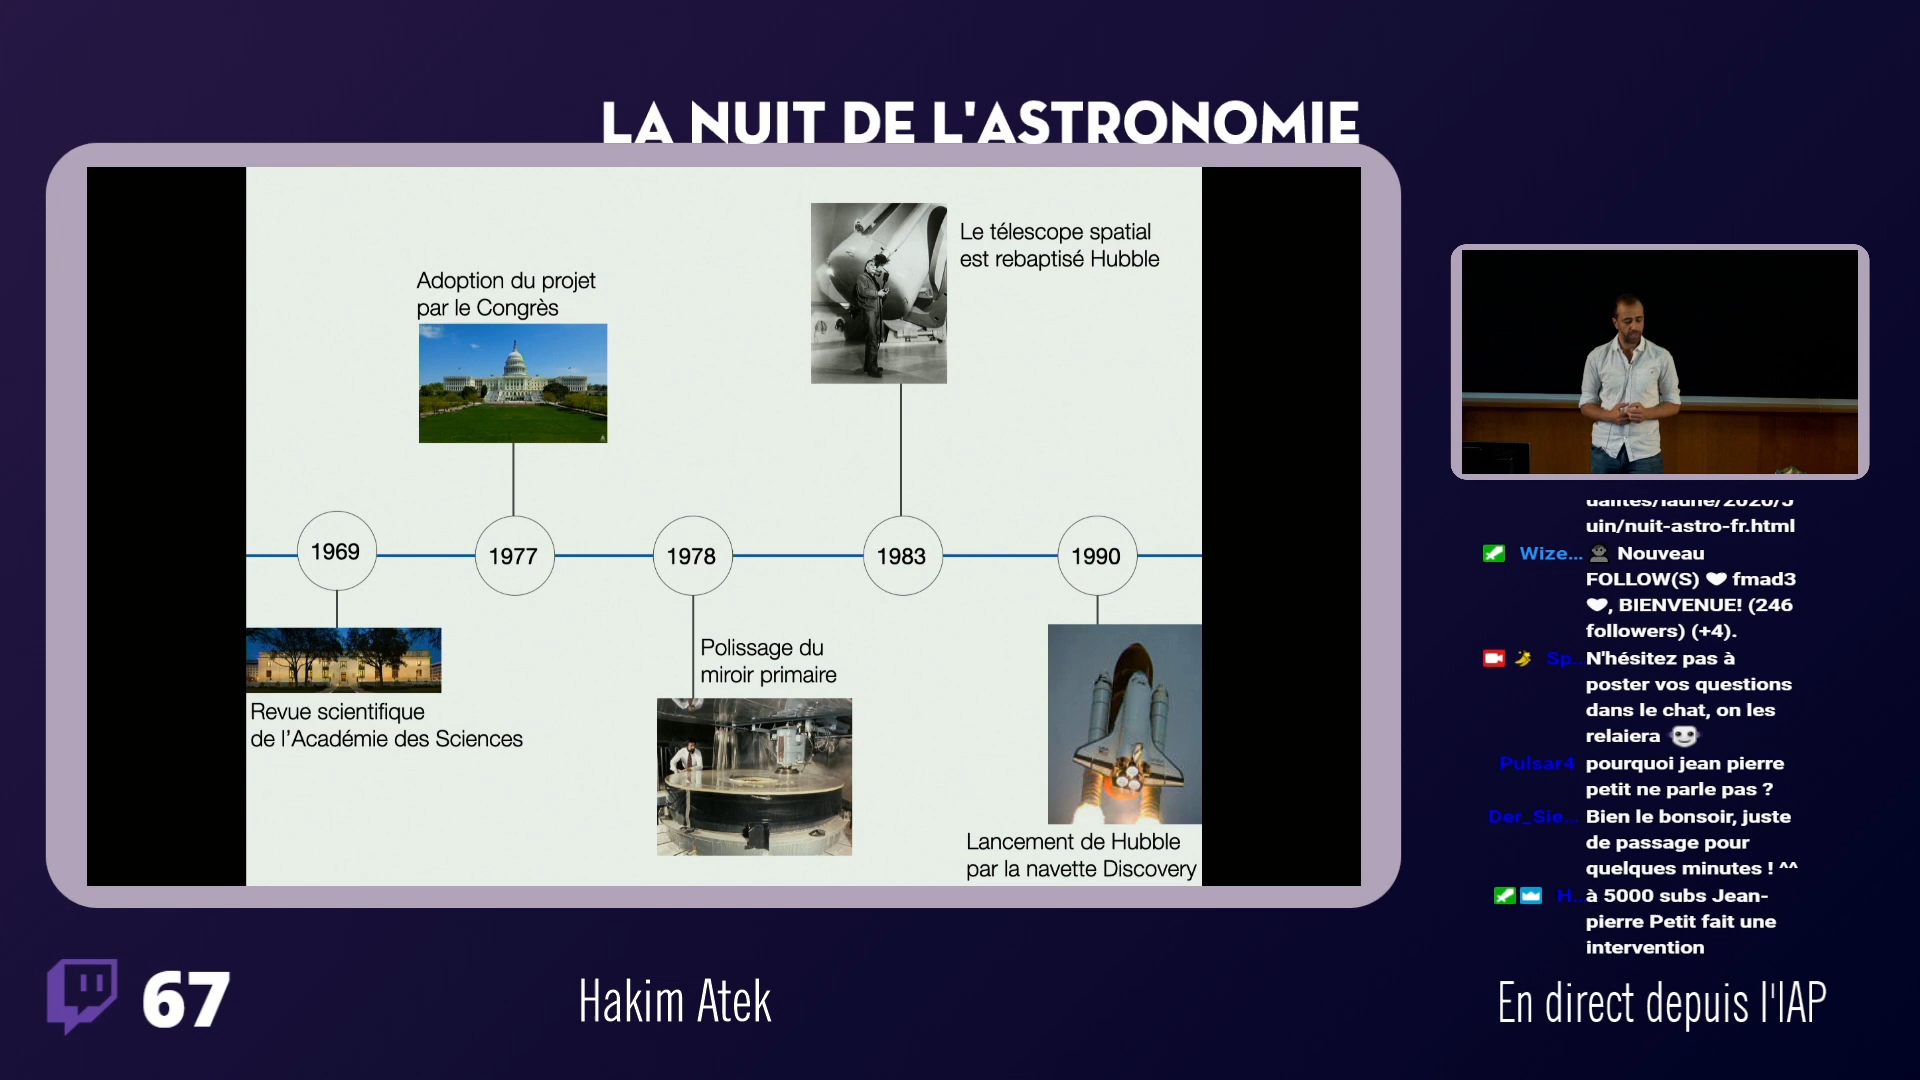 LA NUIT DE L'ASTRONOMIE
Le télescope spatial
est rebaptisé Hubble
Adoption du projet
par le Congrès
1969
1977
1978
1983
1990
Polissage du
miroir primaire
Revue scientifique
de l'Académie des Sciences
Lancement de Hubble
par la navette Discovery
uin/nuit-astro-fr.html
Wize... Nouveau
FOLLOW(S) ❤ fmad3
❤, BIENVENUE! (246
followers) (+4).
Sp... N'hésitez pas à
poster vos questions
dans le chat, on les
relaiera
Pulsar4 pourquoi jean pierre
petit ne parle pas ?
Der_Sie... Bien le bonsoir, juste
de passage pour
quelques minutes ! ^^
H... à 5000 subs Jean-
pierre Petit fait une
intervention
67
Hakim Atek
En direct depuis l'IAP